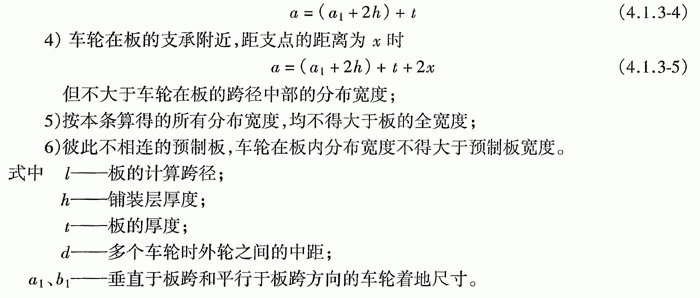 a = (a₁ + 2h) + t (4.1.3-4)
4) 车轮在板的支承附近,距支点的距离为 x 时
a = (a₁ + 2h) + t + 2x (4.1.3-5)
但不大于车轮在板的跨径中部的分布宽度;
5)按本条算得的所有分布宽度,均不得大于板的全宽度;
6)彼此不相连的预制板,车轮在板内分布宽度不得大于预制板宽度。
式中 l——板的计算跨径;
h——铺装层厚度;
t——板的厚度;
d——多个车轮时外轮之间的中距;
a₁、b₁——垂直于板跨和平行于板跨方向的车轮着地尺寸。